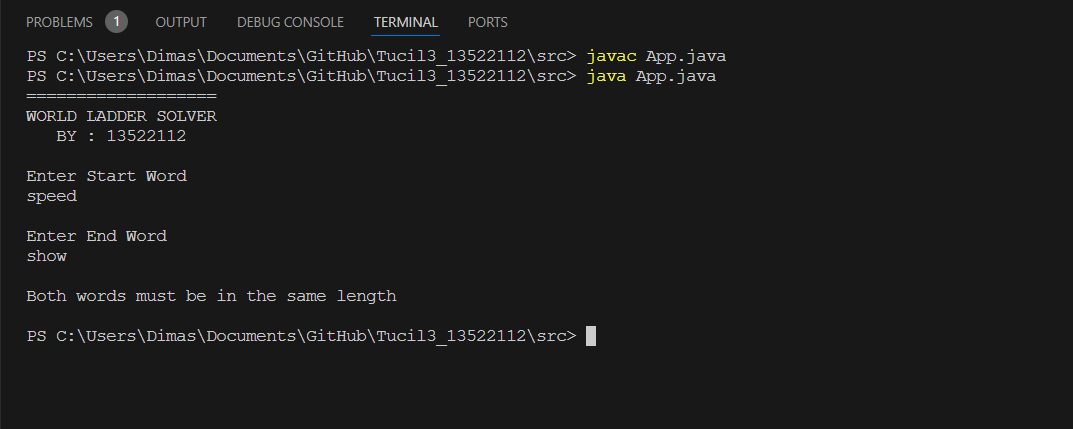 PROBLEMS 1 OUTPUT DEBUG CONSOLE TERMINAL PORTS
PS C:\Users\Dimas\Documents\GitHub\Tucil3_13522112\src> javac App.java
PS C:\Users\Dimas\Documents\GitHub\Tucil3_13522112\src> java App.java
===================
WORLD LADDER SOLVER
BY : 13522112
Enter Start Word
speed
Enter End Word
show
Both words must be in the same length
PS C:\Users\Dimas\Documents\GitHub\Tucil3_13522112\src>